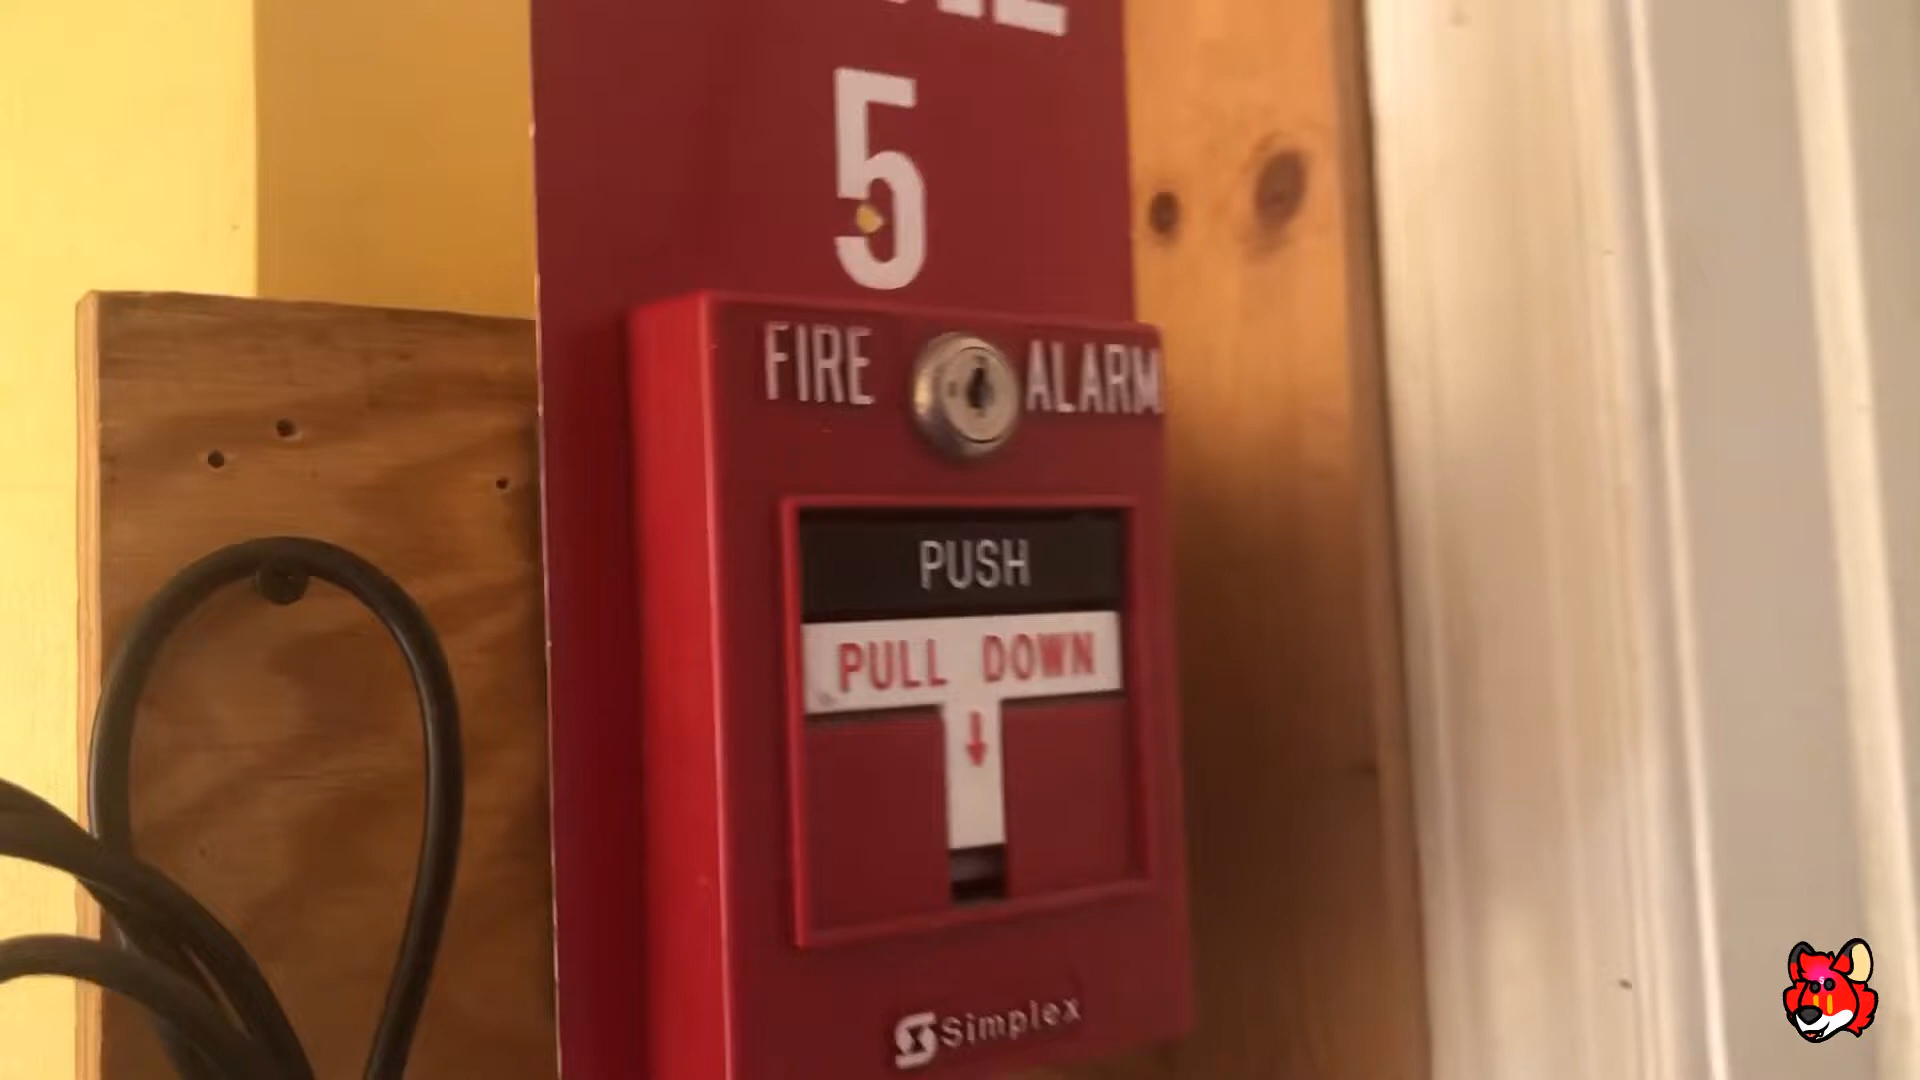 5
FIRE ALARM
PUSH
PULL DOWN
Simplex